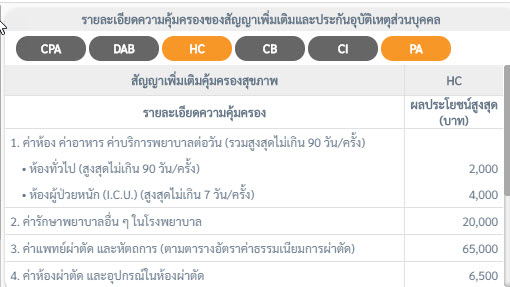 รายละเอียดความคุ้มครองของสัญญาเพิ่มเติมและประกันอุบัติเหตุส่วนบุคคล
CPA DAB HC CB CI PA
สัญญาเพิ่มเติมคุ้มครองสุขภาพ HC
รายละเอียดความคุ้มครอง ผลประโยชน์สูงสุด
(บาท)
1. ค่าห้อง ค่าอาหาร ค่าบริการพยาบาลต่อวัน (รวมสูงสุดไม่เกิน 90 วัน/ครั้ง)
• ห้องทั่วไป (สูงสุดไม่เกิน 90 วัน/ครั้ง) 2,000
• ห้องผู้ป่วยหนัก (I.C.U.) (สูงสุดไม่เกิน 7 วัน/ครั้ง) 4,000
2. ค่ารักษาพยาบาลอื่น ๆ ในโรงพยาบาล 20,000
3. ค่าแพทย์ผ่าตัด และหัตถการ (ตามตารางอัตราค่าธรรมเนียมการผ่าตัด) 65,000
4. ค่าห้องผ่าตัด และอุปกรณ์ในห้องผ่าตัด 6,500